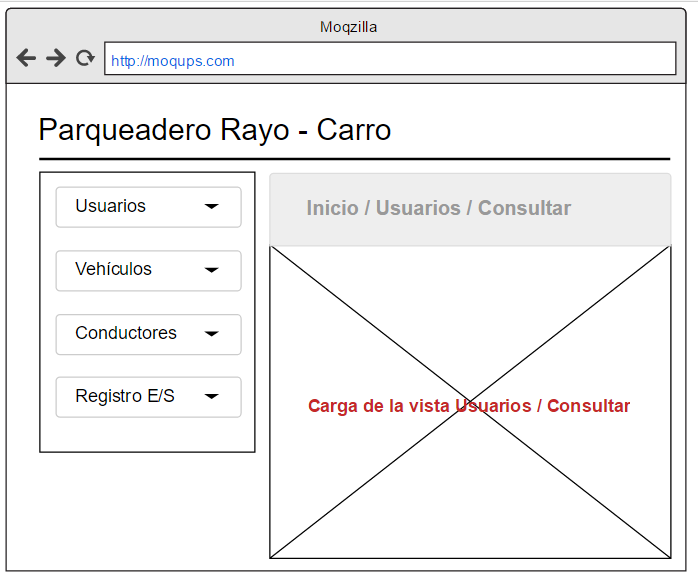 Moqzilla
http://moqups.com
Parqueadero Rayo - Carro
Usuarios
Vehículos
Conductores
Registro E/S
Inicio / Usuarios / Consultar
Carga de la vista Usuarios / Consultar